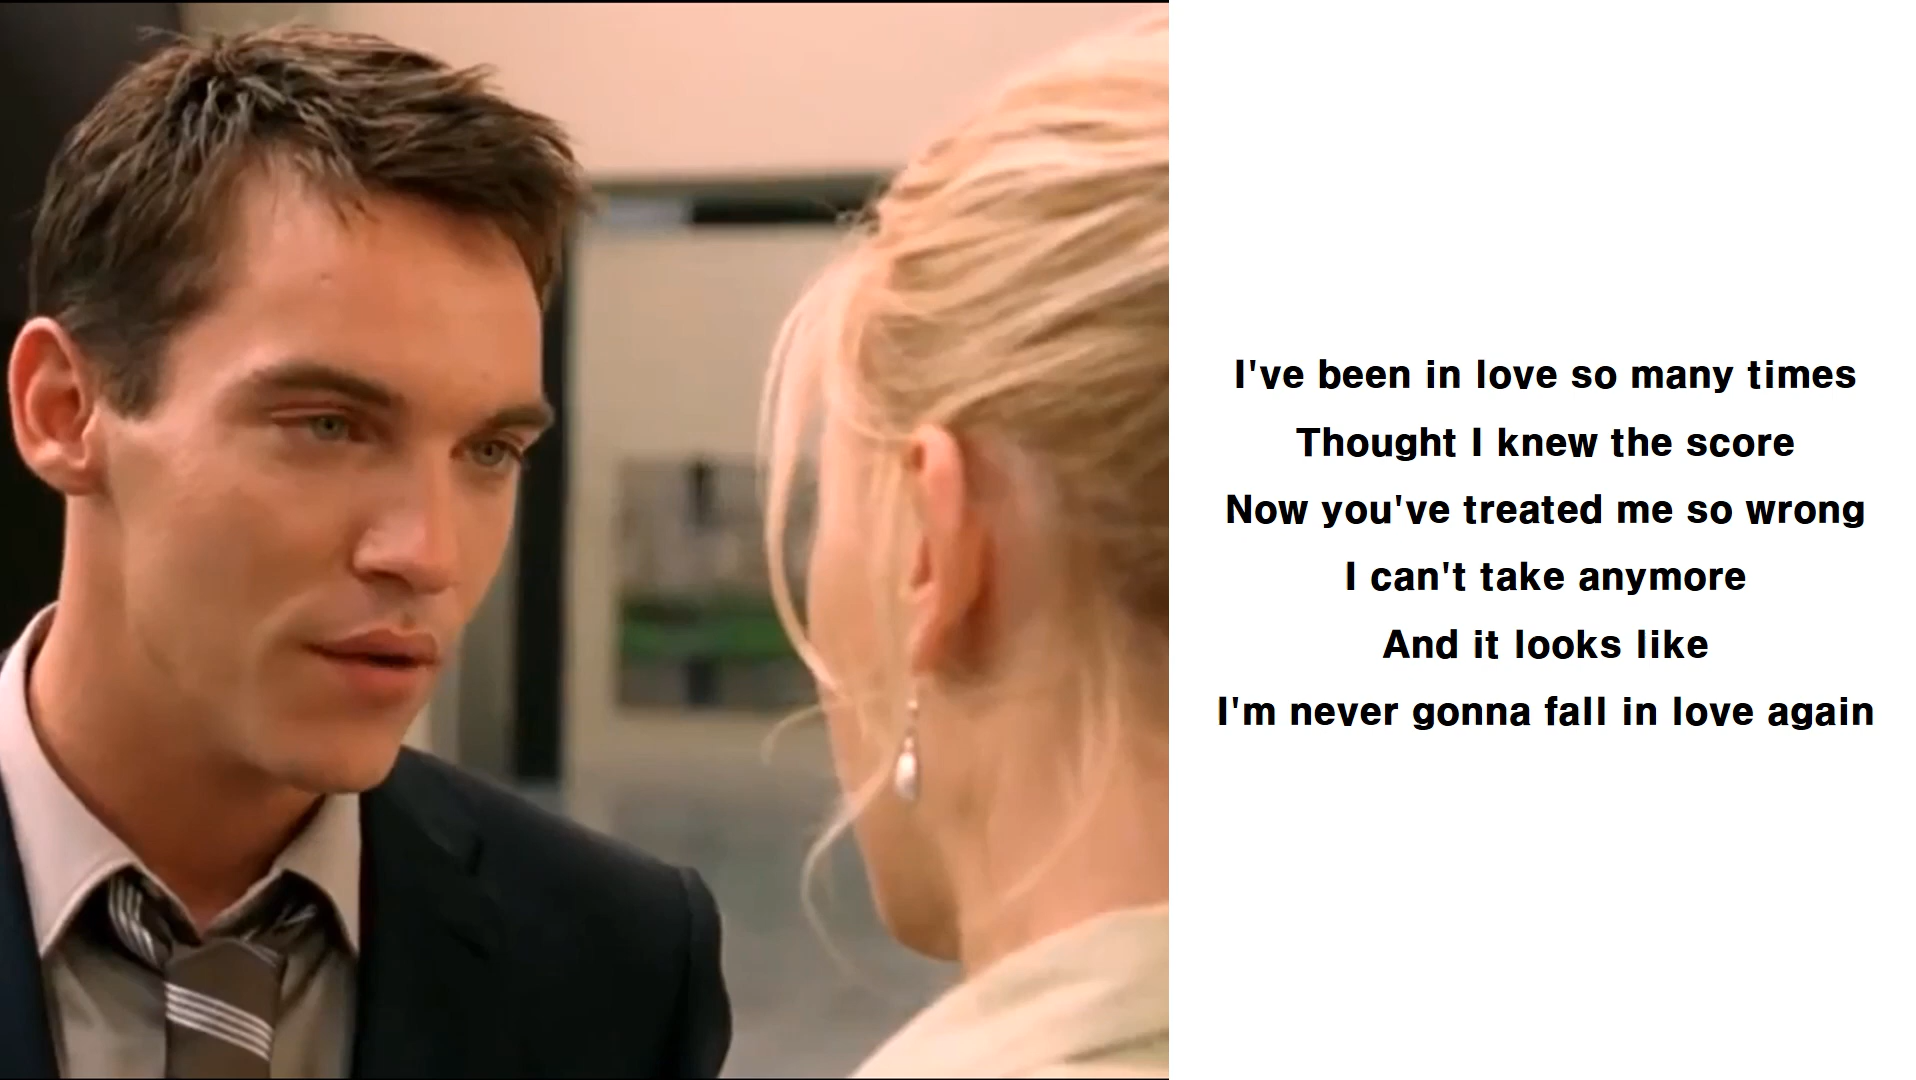 I've been in love so many times
Thought I knew the score
Now you've treated me so wrong
I can't take anymore
And it looks like
I'm never gonna fall in love again